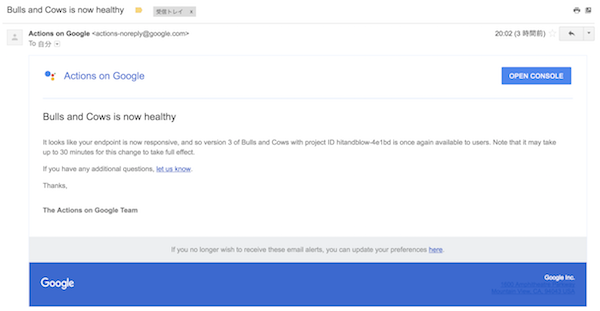 Bulls and Cows is now healthy
受信トレイ x
Actions on Google <actions-noreply@google.com>
20:02 (3 時間前)
To 自分
Actions on Google
OPEN CONSOLE
Bulls and Cows is now healthy
It looks like your endpoint is now responsive, and so version 3 of Bulls and Cows with project ID hitandblow-4e1bd is once again available to users. Note that it may take
up to 30 minutes for this change to take full effect.
If you have any additional questions, let us know.
Thanks,
The Actions on Google Team
If you no longer wish to receive these email alerts, you can update your preferences here.
Google
Google Inc.